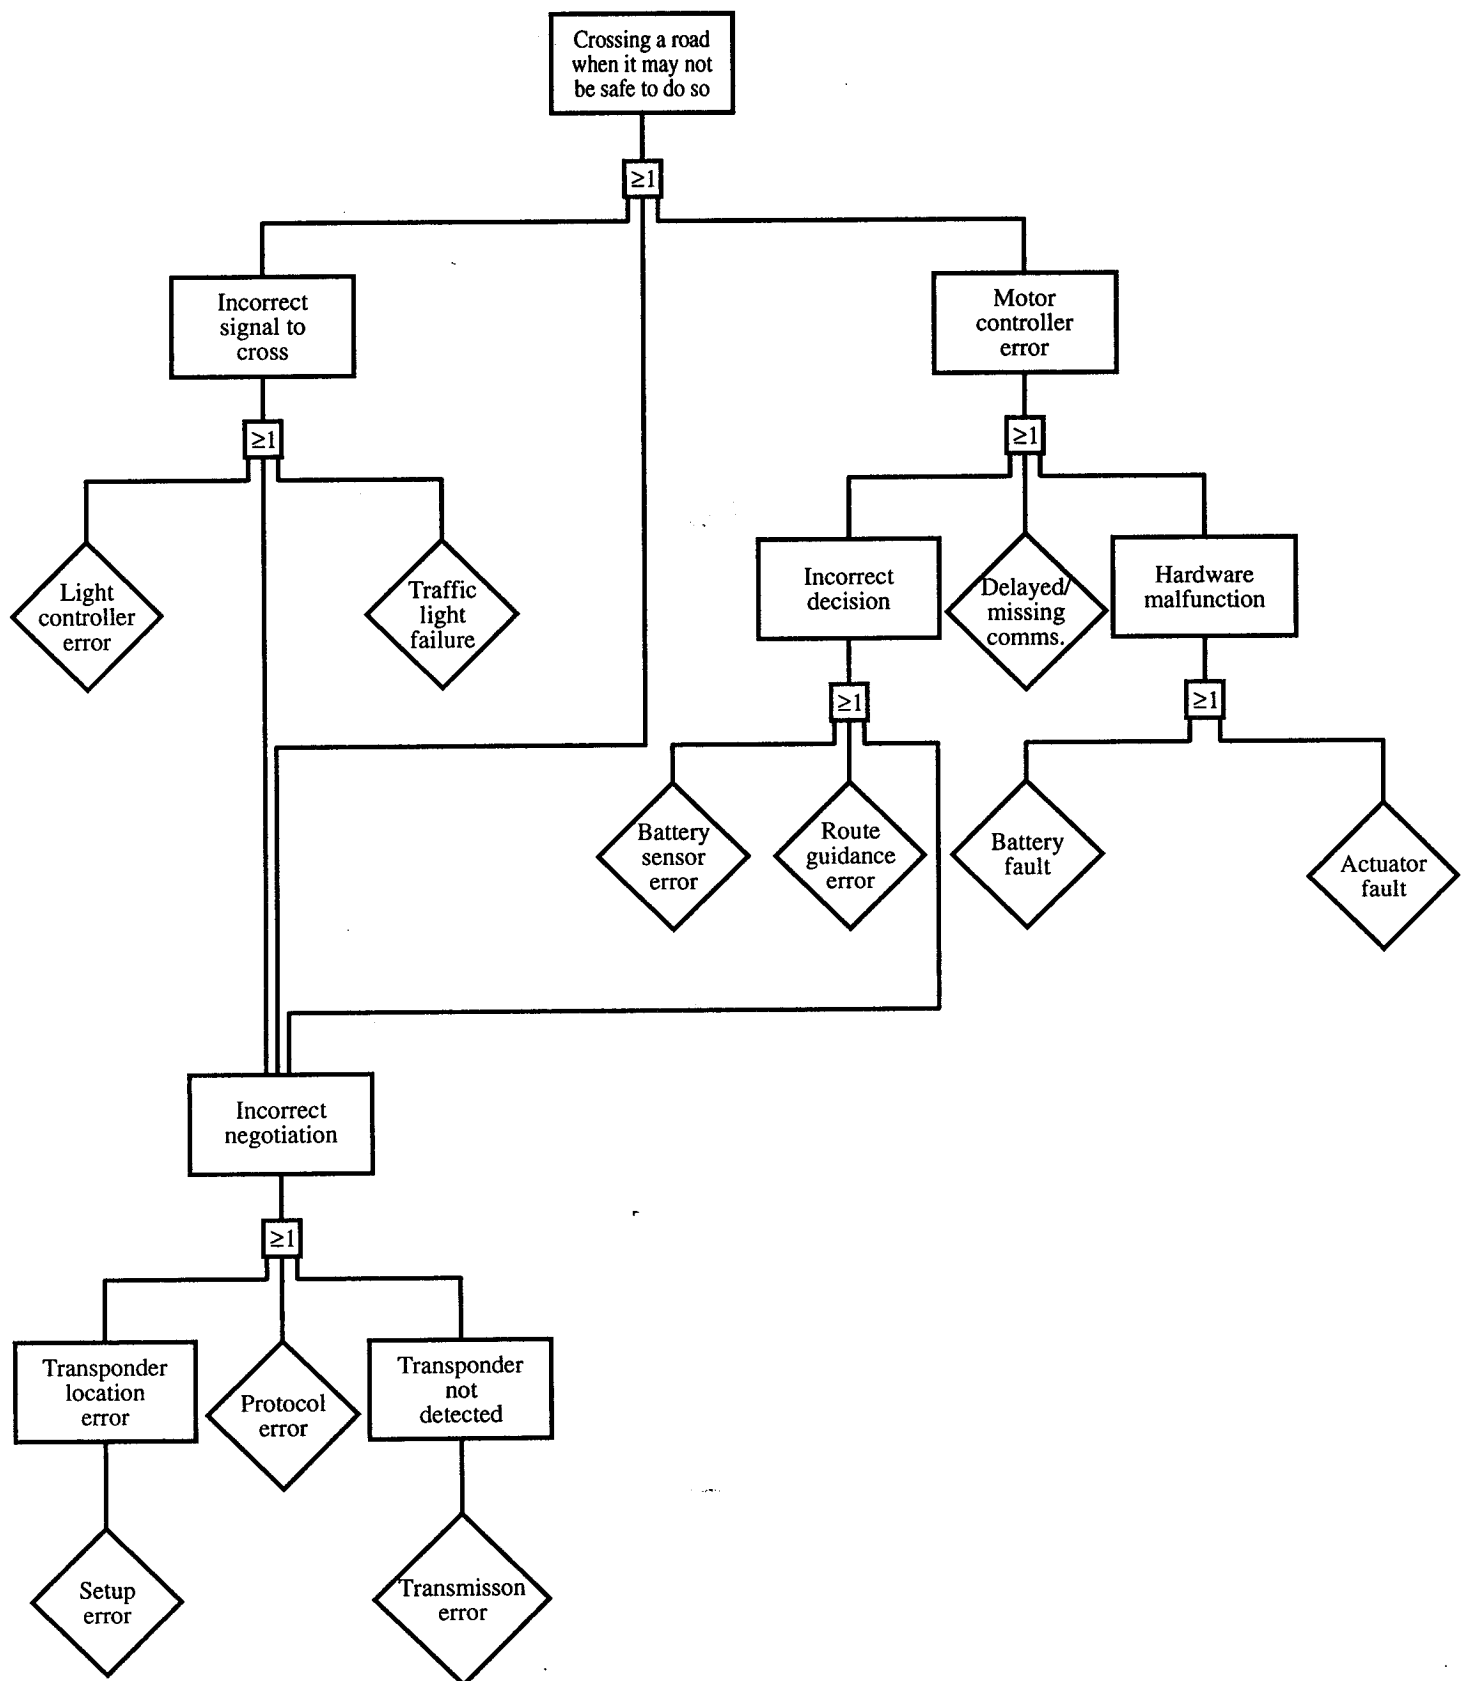 Crossing a road
when it may not
be safe to do so
≥1
Incorrect
signal to
cross
Motor
controller
error
≥1
≥1
Light
controller
error
Traffic
light
failure
Incorrect
decision
Delayed/
missing
comms.
Hardware
malfunction
≥1
≥1
Battery
sensor
error
Route
guidance
error
Battery
fault
Actuator
fault
Incorrect
negotiation
≥1
Transponder
location
error
Protocol
error
Transponder
not
detected
Setup
error
Transmisson
error